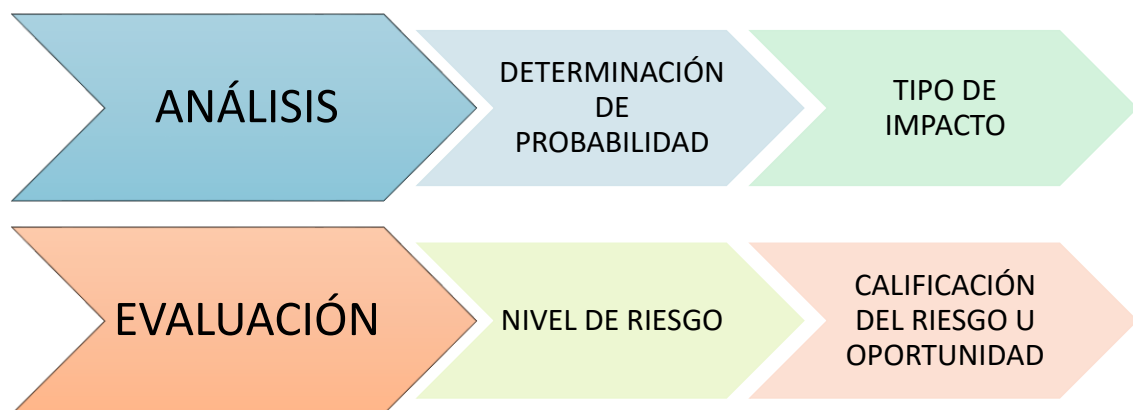 ANÁLISIS
DETERMINACIÓN
DE
PROBABILIDAD
TIPO DE
IMPACTO
EVALUACIÓN
NIVEL DE RIESGO
CALIFICACIÓN
DEL RIESGO U
OPORTUNIDAD